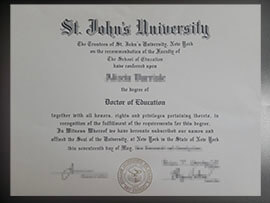 St. John's University
The Trustees of St. John's University, New York
on the recommendation of the Faculty of
The School of Education
have conferred upon
the degree of
Doctor of Education
together with all honors, rights and privileges pertaining thereto, in
recognition of the fulfillment of the requirements for this degree.
In Witness Whereof we have hereunto subscribed our names and
affixed the Seal of the University, at New York in the State of New York
this seventeenth day of May,